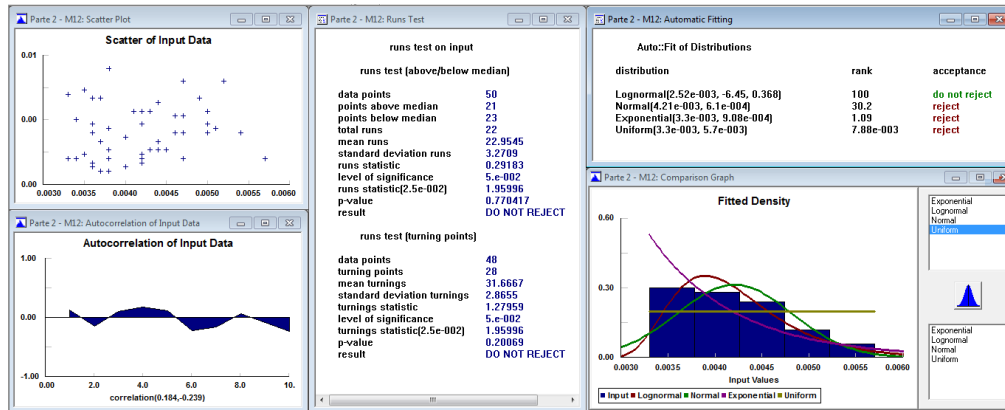 Parte 2 - M12: Scatter Plot
Scatter of Input Data
0.01
0.00
0.0030 0.0035 0.0040 0.0045 0.0050 0.0055 0.0060
Parte 2 - M12: Autocorrelation of Input Data
Autocorrelation of Input Data
1.00
0.00
-1.00
0.00 2.0 4.0 6.0 8.0 10.
correlation(0.184,-0.239)
Parte 2 - M12: Runs Test
runs test on input
runs test (above/below median)
data points 50
points above median 21
points below median 23
total runs 22
mean runs 22.9545
standard deviation runs 3.2709
runs statistic 0.29183
level of significance 5.e-002
runs statistic(2.5e-002) 1.95996
p-value 0.770417
result DO NOT REJECT
runs test (turning points)
data points 48
turning points 28
mean turnings 31.6667
standard deviation turnings 2.8655
turnings statistic 1.27959
level of significance 5.e-002
turnings statistic(2.5e-002) 1.95996
p-value 0.20069
result DO NOT REJECT
Parte 2 - M12: Automatic Fitting
Auto::Fit of Distributions
distribution rank acceptance
Lognormal(2.52e-003, -6.45, 0.368) 100 do not reject
Normal(4.21e-003, 6.1e-004) 30.2 reject
Exponential(3.3e-003, 9.08e-004) 1.09 reject
Uniform(3.3e-003, 5.7e-003) 7.88e-003 reject
Parte 2 - M12: Comparison Graph
Fitted Density
0.60
0.30
0.00
0.0030 0.0035 0.0040 0.0045 0.0050 0.0055 0.0060
Input Values
Input Lognormal Normal Exponential Uniform
Exponential
Lognormal
Normal
Uniform
Exponential
Lognormal
Normal
Uniform